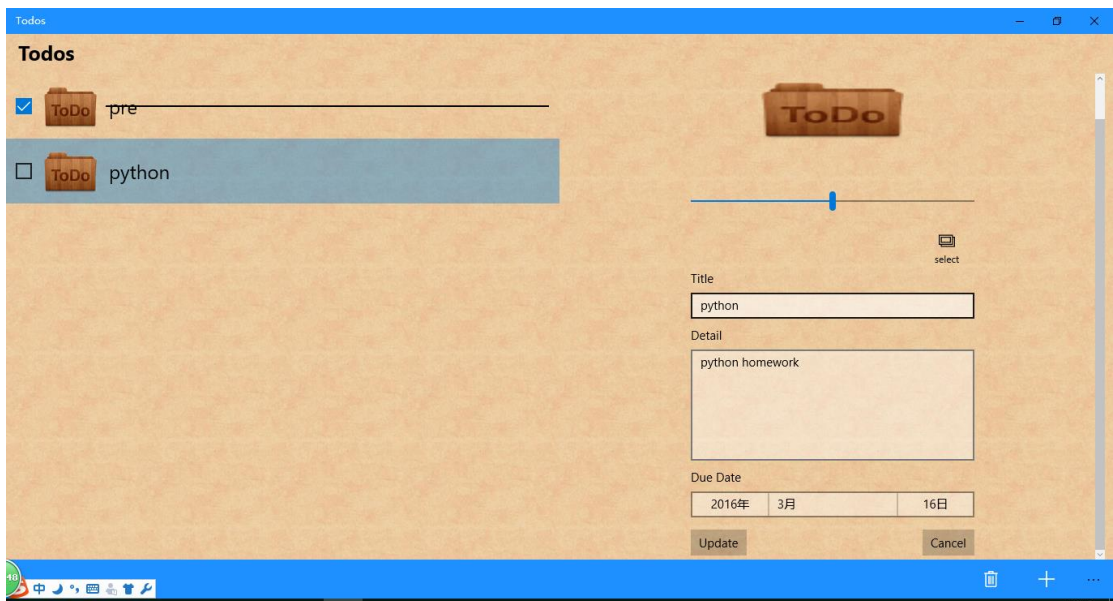 Todos
Todos
ToDo
pre
ToDo
python
ToDo
select
Title
python
Detail
python homework
Due Date
2016年 3月 16日
Update Cancel
48
中